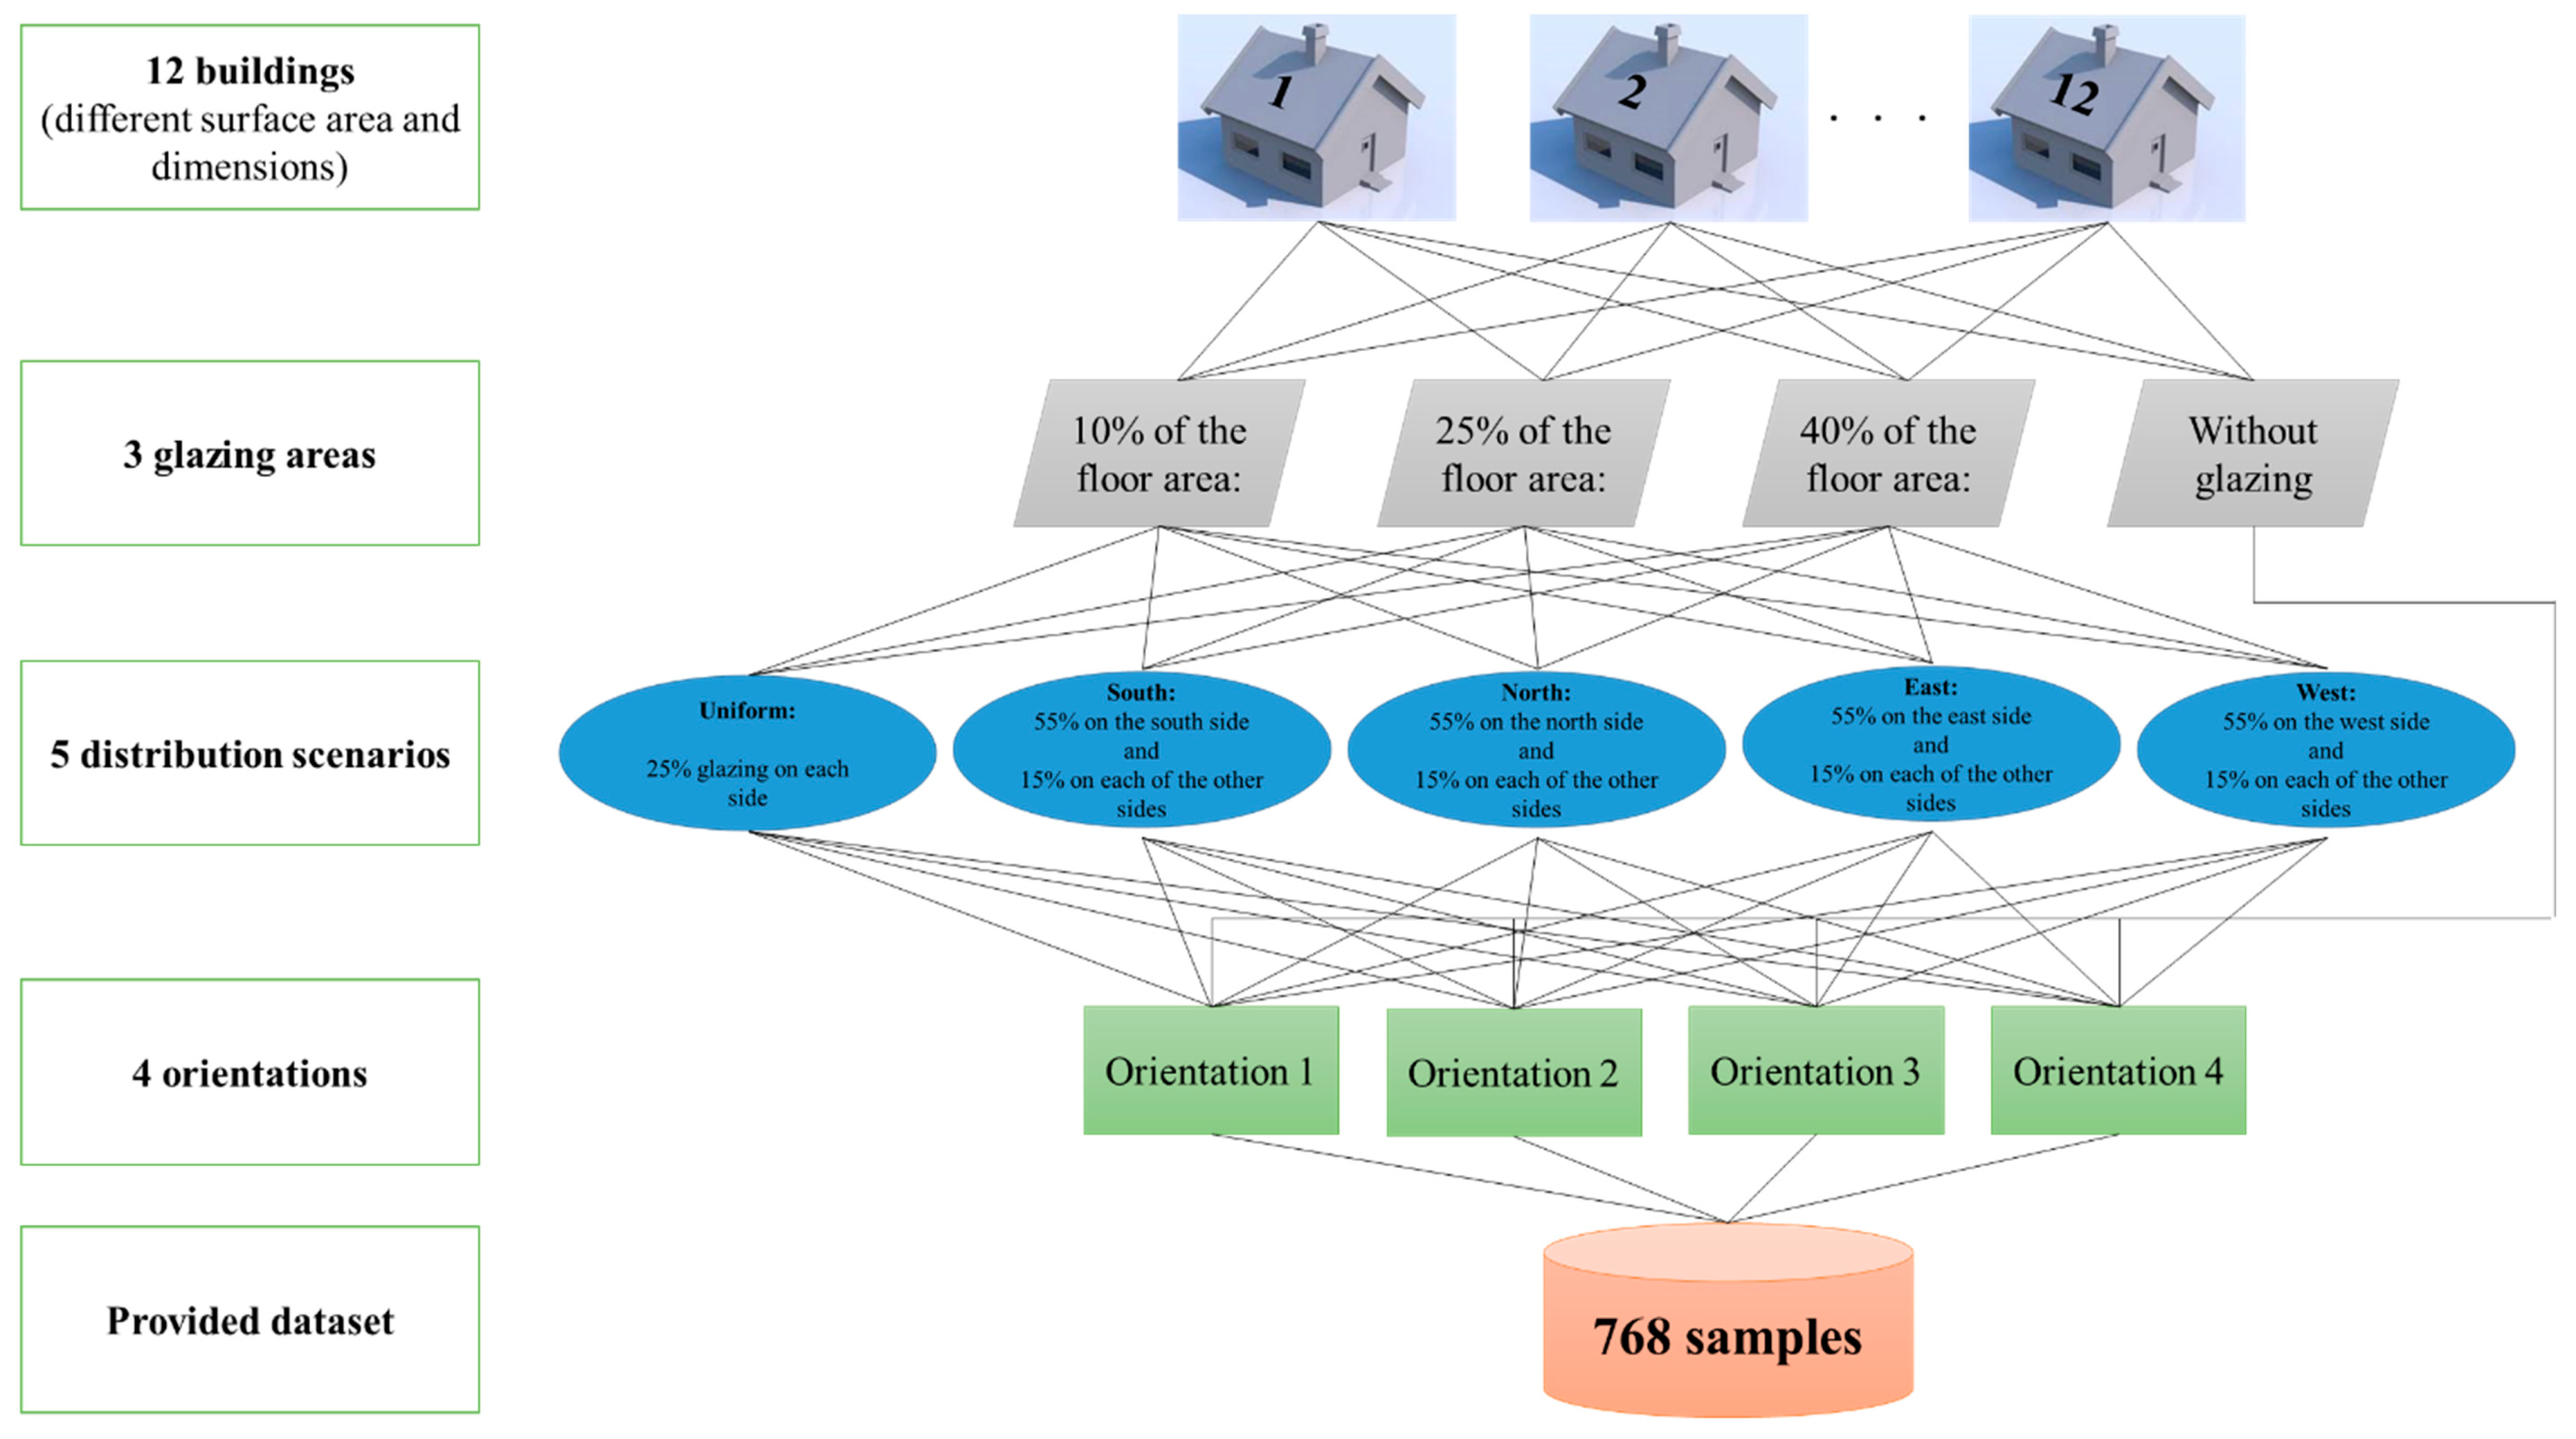 12 buildings
(different surface area and
dimensions)
1
2
. . .
12
3 glazing areas
10% of the
floor area:
25% of the
floor area:
40% of the
floor area:
Without
glazing
5 distribution scenarios
Uniform:
25% glazing on each
side
South:
55% on the south side
and
15% on each of the other
sides
North:
55% on the north side
and
15% on each of the other
sides
East:
55% on the east side
and
15% on each of the other
sides
West:
55% on the west side
and
15% on each of the other
sides
4 orientations
Orientation 1
Orientation 2
Orientation 3
Orientation 4
Provided dataset
768 samples